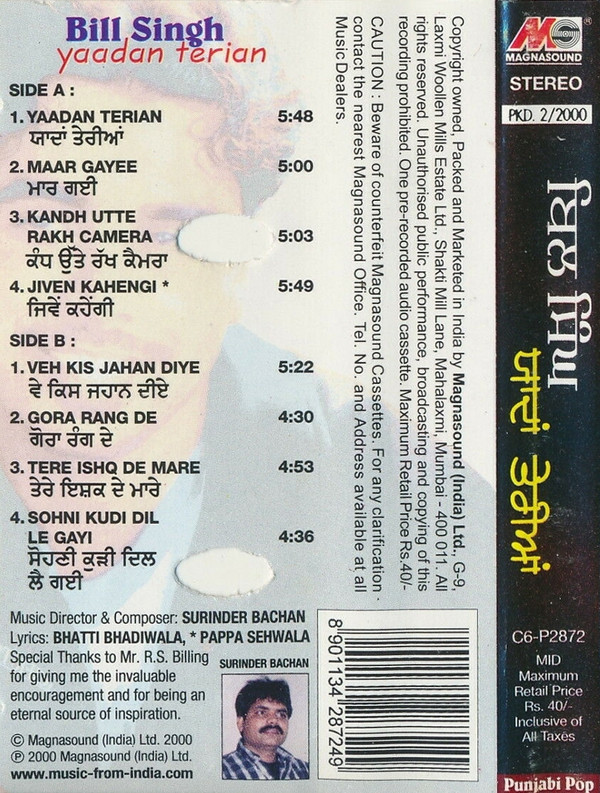 Bill Singh
yaadan terian
SIDE A :
1. YAADAN TERIAN 5:48
ਯਾਦਾਂ ਤੇਰੀਆਂ
2. MAAR GAYEE 5:00
ਮਾਰ ਗਈ
3. KANDH UTTE
RAKH CAMERA 5:03
ਕੰਧ ਉੱਤੇ ਰੱਖ ਕੈਮਰਾ
4. JIVEN KAHENGI * 5:49
ਜਿਵੇਂ ਕਹੇਂਗੀ
SIDE B :
1. VEH KIS JAHAN DIYE 5:22
ਵੇ ਕਿਸ ਜਹਾਨ ਦੀਏ
2. GORA RANG DE 4:30
ਗੋਰਾ ਰੰਗ ਦੇ
3. TERE ISHQ DE MARE 4:53
ਤੇਰੇ ਇਸ਼ਕ ਦੇ ਮਾਰੇ
4. SOHNI KUDI DIL
LE GAYI 4:36
ਸੋਹਣੀ ਕੁੜੀ ਦਿਲ
ਲੈ ਗਈ
Music Director & Composer: SURINDER BACHAN
Lyrics: BHATTI BHADIWALA, * PAPPA SEHWALA
Special Thanks to Mr. R.S. Billing
for giving me the invaluable
encouragement and for being an
eternal source of inspiration.
SURINDER BACHAN
© Magnasound (India) Ltd. 2000
℗ 2000 Magnasound (India) Ltd.
www.music-from-india.com
Copyright owned, Packed and Marketed in India by Magnasound (India) Ltd., G-9,
Laxmi Woollen Mills Estate Ltd., Shakti Mill Lane, Mahalaxmi, Mumbai - 400 011. All
rights reserved. Unauthorised public performance, broadcasting and copying of this
recording prohibited. One pre-recorded audio cassette. Maximum Retail Price Rs.40/-
CAUTION : Beware of counterfeit Magnasound Cassettes. For any clarification -
contact the nearest Magnasound Office. Tel. No. and Address available at all
Music Dealers.
8 901134 287249
MAGNASOUND
STEREO
PKD. 2/2000
ਬਿਲ ਸਿੰਘ
ਯਾਦਾਂ ਤੇਰੀਆਂ
C6-P2872
MID
Maximum
Retail Price
Rs. 40/-
Inclusive of
All Taxes
Punjabi Pop